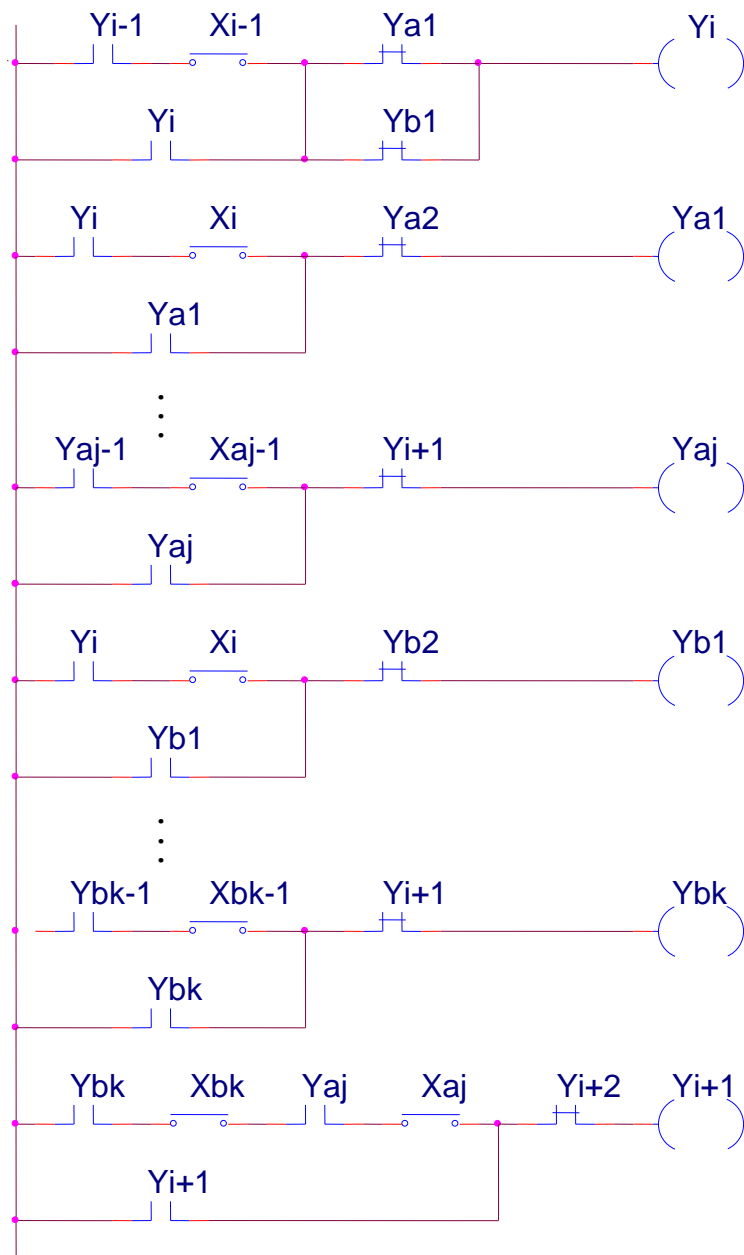 Yi-1 Xi-1 Ya1 Yi
Yi Yb1
Yi Xi Ya2 Ya1
Ya1
Yaj-1 Xaj-1 Yi+1 Yaj
Yaj
Yi Xi Yb2 Yb1
Yb1
Ybk-1 Xbk-1 Yi+1 Ybk
Ybk
Ybk Xbk Yaj Xaj Yi+2 Yi+1
Yi+1